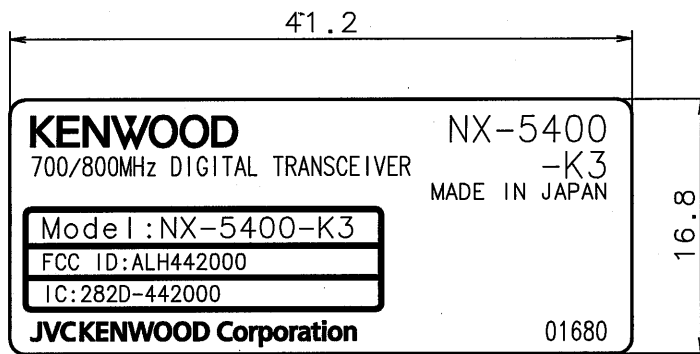 41.2
KENWOOD
NX-5400
-K3
700/800MHz DIGITAL TRANSCEIVER
MADE IN JAPAN
Model:NX-5400-K3
FCC ID:ALH442000
IC:282D-442000
JVCKENWOOD Corporation
01680
16.8